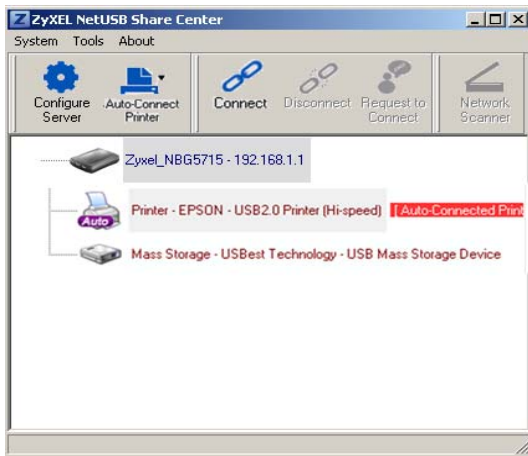 ZyXEL NetUSB Share Center
System Tools About
Configure Server
Auto-Connect Printer
Connect
Disconnect
Request to Connect
Network Scanner
Zyxel_NBG5715 - 192.168.1.1
Auto
Printer - EPSON - USB2.0 Printer (Hi-speed) [Auto-Connected Print
Mass Storage - USBest Technology - USB Mass Storage Device